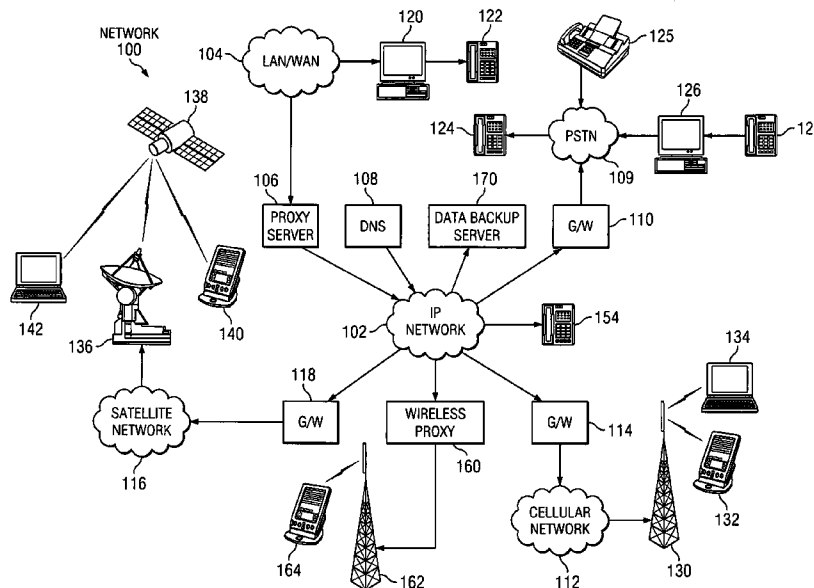 NETWORK
100
138
104
LAN/WAN
120
122
125
124
PSTN
109
126
12
106
PROXY
SERVER
108
DNS
170
DATA BACKUP
SERVER
G/W
110
142
136
140
102
IP
NETWORK
154
118
G/W
WIRELESS
PROXY
160
G/W
114
134
SATELLITE
NETWORK
116
164
162
CELLULAR
NETWORK
112
132
130